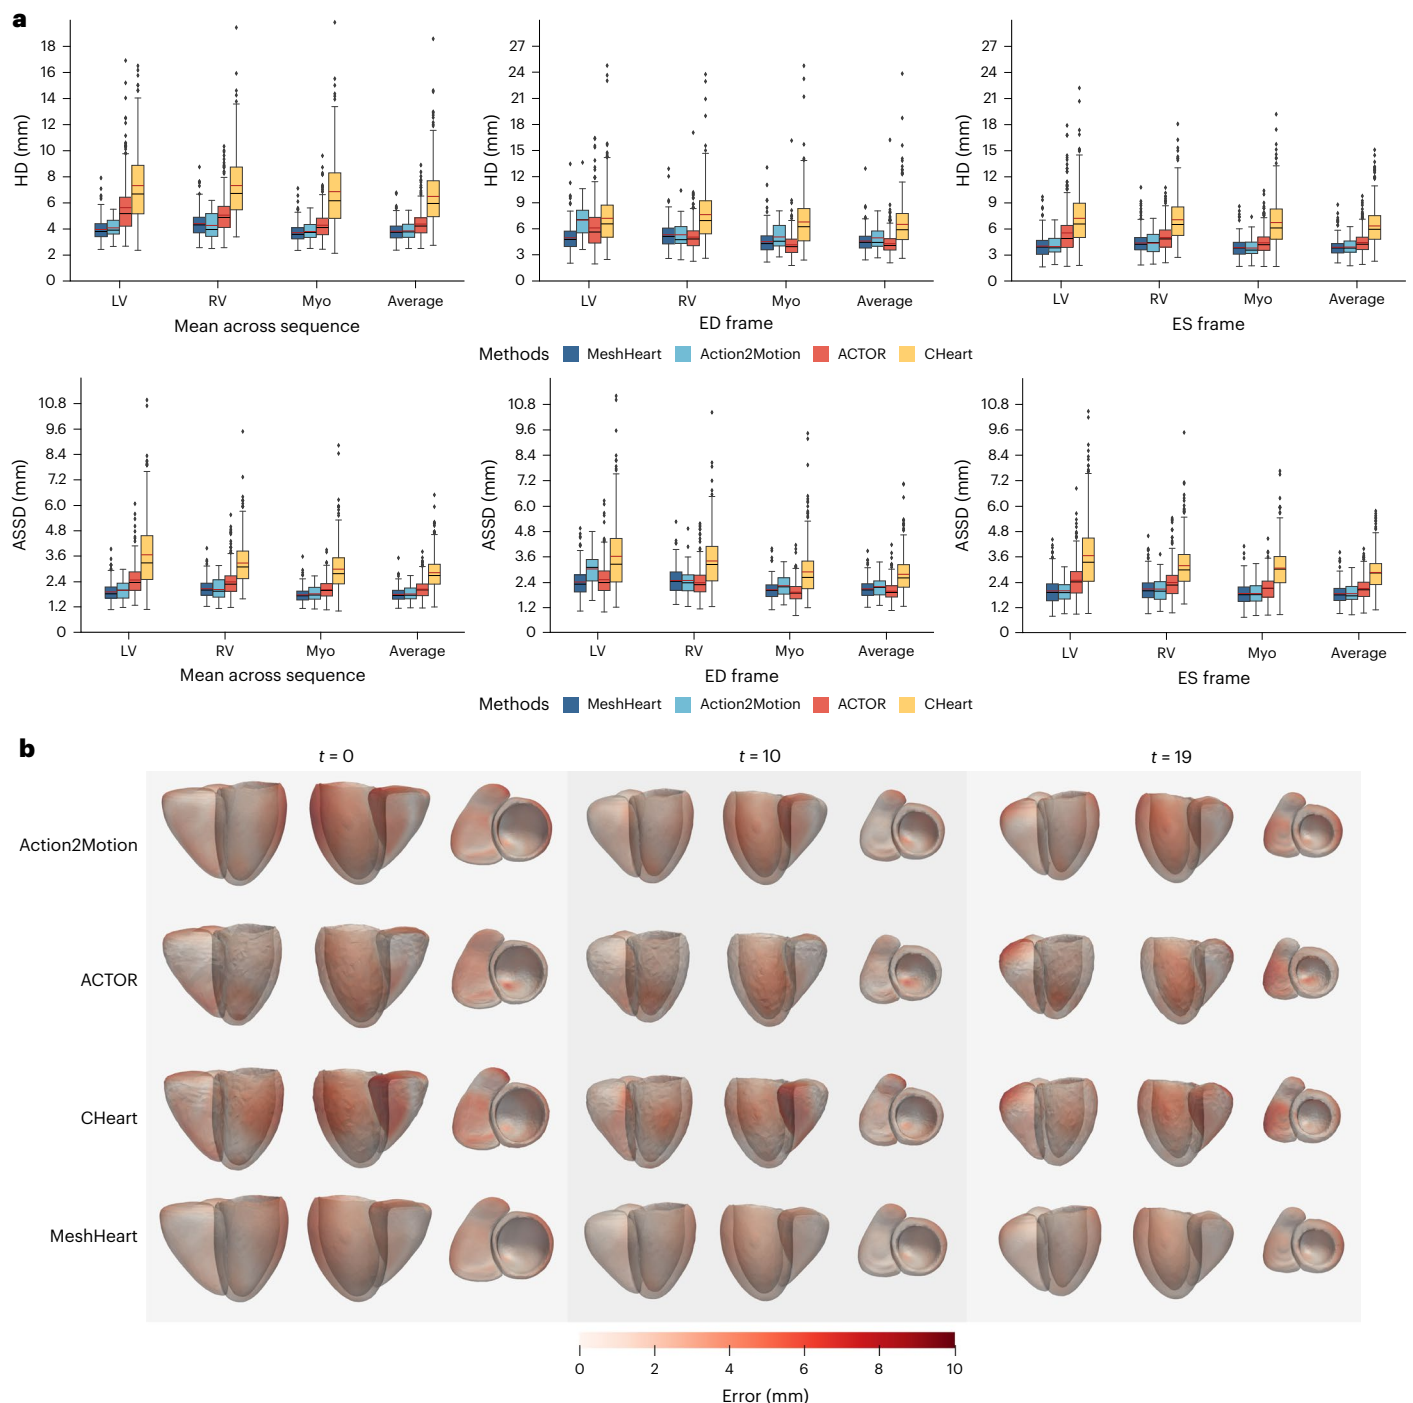 a
HD (mm)
18
16
14
12
10
8
6
4
2
0
LV RV Myo Average
Mean across sequence
HD (mm)
27
24
21
18
15
12
9
6
3
0
LV RV Myo Average
ED frame
HD (mm)
27
24
21
18
15
12
9
6
3
0
LV RV Myo Average
ES frame
Methods MeshHeart Action2Motion ACTOR CHeart
ASSD (mm)
10.8
9.6
8.4
7.2
6.0
4.8
3.6
2.4
1.2
0
LV RV Myo Average
Mean across sequence
ASSD (mm)
10.8
9.6
8.4
7.2
6.0
4.8
3.6
2.4
1.2
0
LV RV Myo Average
ED frame
ASSD (mm)
10.8
9.6
8.4
7.2
6.0
4.8
3.6
2.4
1.2
0
LV RV Myo Average
ES frame
Methods MeshHeart Action2Motion ACTOR CHeart
b
t = 0 t = 10 t = 19
Action2Motion
ACTOR
CHeart
MeshHeart
0 2 4 6 8 10
Error (mm)